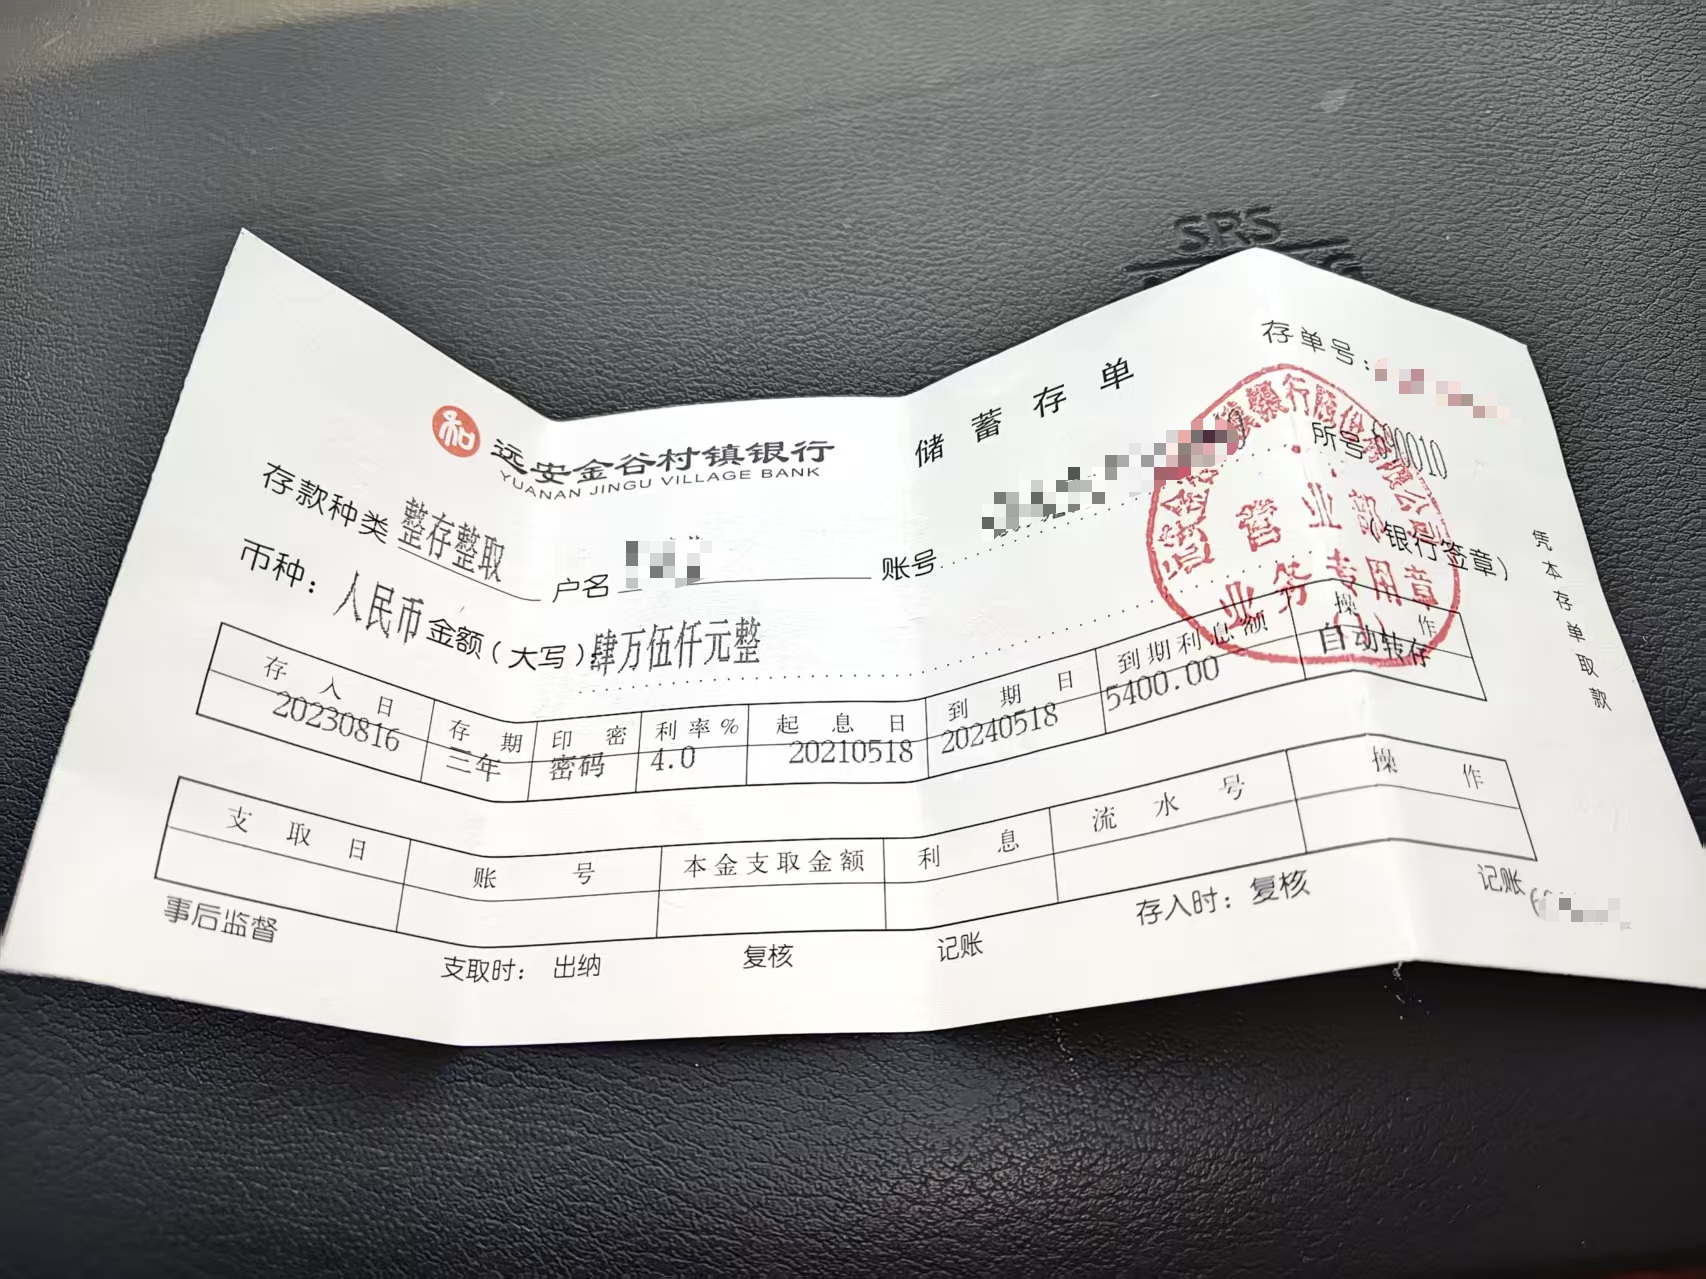 SRS
存单号：
储蓄存单
和 远安金谷村镇银行
YUANAN JINGU VILLAGE BANK
所号 690010
存款种类 整存整取 户名 账号 （银行签章）
币种： 人民币 金额（大写） 肆万伍仟元整
营业部
业务专用章
(1)
存入日 存期 印密 利率% 起息日 到期日 到期利息额 操作
20230816 三年 密码 4.0 20210518 20240518 5400.00 自动转存
支取日 账号 本金支取金额 利息 流水号 操作
事后监督 支取时： 出纳 复核 记账 存入时： 复核 记账
凭本存单取款